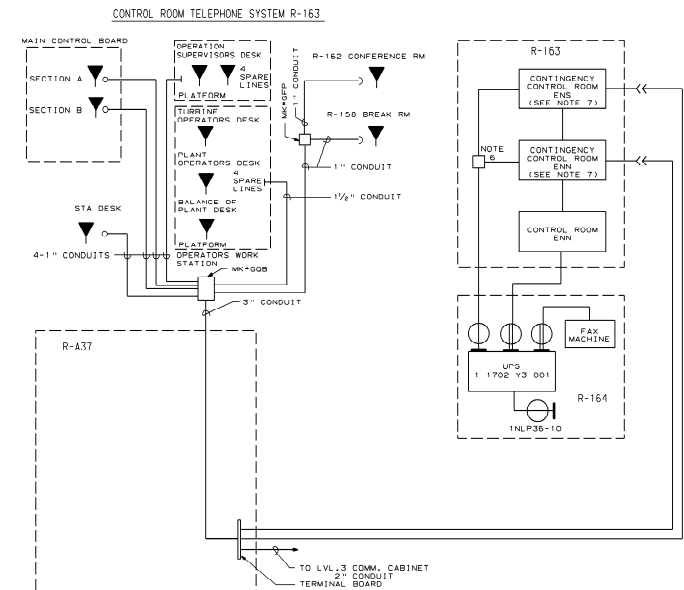 CONTROL ROOM TELEPHONE SYSTEM R-163
MAIN CONTROL BOARD
SECTION A
SECTION B
OPERATION
SUPERVISORS DESK
4
SPARE
LINES
PLATFORM
TURBINE
OPERATORS DESK
PLANT
OPERATORS DESK
4
SPARE
LINES
BALANCE OF
PLANT DESK
PLATFORM
OPERATORS WORK
STATION
STA DESK
4-1" CONDUITS
MK*GQB
3" CONDUIT
MK*GFP
1" CONDUIT
R-162 CONFERENCE RM
R-158 BREAK RM
1" CONDUIT
1½" CONDUIT
R-163
CONTINGENCY
CONTROL ROOM
ENS
(SEE NOTE 7)
NOTE
6
CONTINGENCY
CONTROL ROOM
ENN
(SEE NOTE 7)
CONTROL ROOM
ENN
FAX
MACHINE
UPS
1 1702 Y3 001
R-164
1NLP36-10
R-A37
TO LVL.3 COMM. CABINET
2" CONDUIT
TERMINAL BOARD